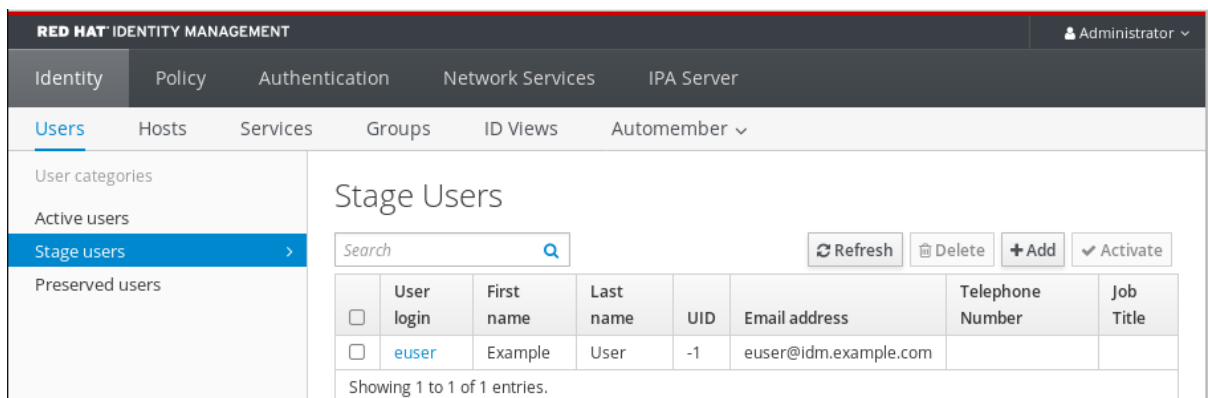 RED HAT® IDENTITY MANAGEMENT Administrator
Identity Policy Authentication Network Services IPA Server
Users Hosts Services Groups ID Views Automember
User categories
Active users
Stage users
Preserved users
Stage Users
Search Refresh Delete Add Activate
User login First name Last name UID Email address Telephone Number Job Title
euser Example User -1 euser@idm.example.com
Showing 1 to 1 of 1 entries.